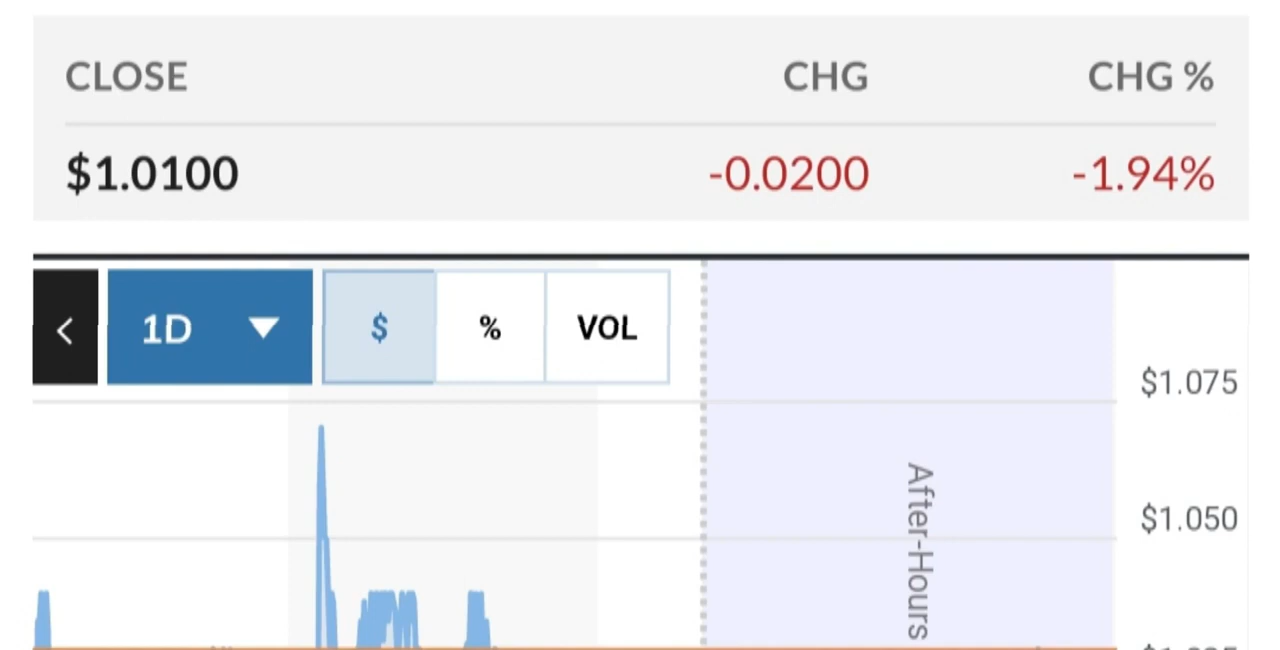 CLOSE CHG CHG %
$1.0100 -0.0200 -1.94%
1D $ % VOL
$1.075
$1.050
After-Hours